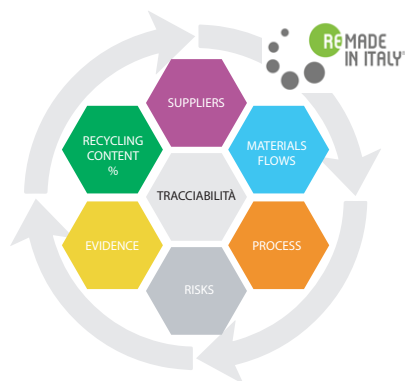 REMADE
IN ITALY®
SUPPLIERS
RECYCLING
CONTENT
%
MATERIALS
FLOWS
TRACCIABILITÀ
EVIDENCE
PROCESS
RISKS